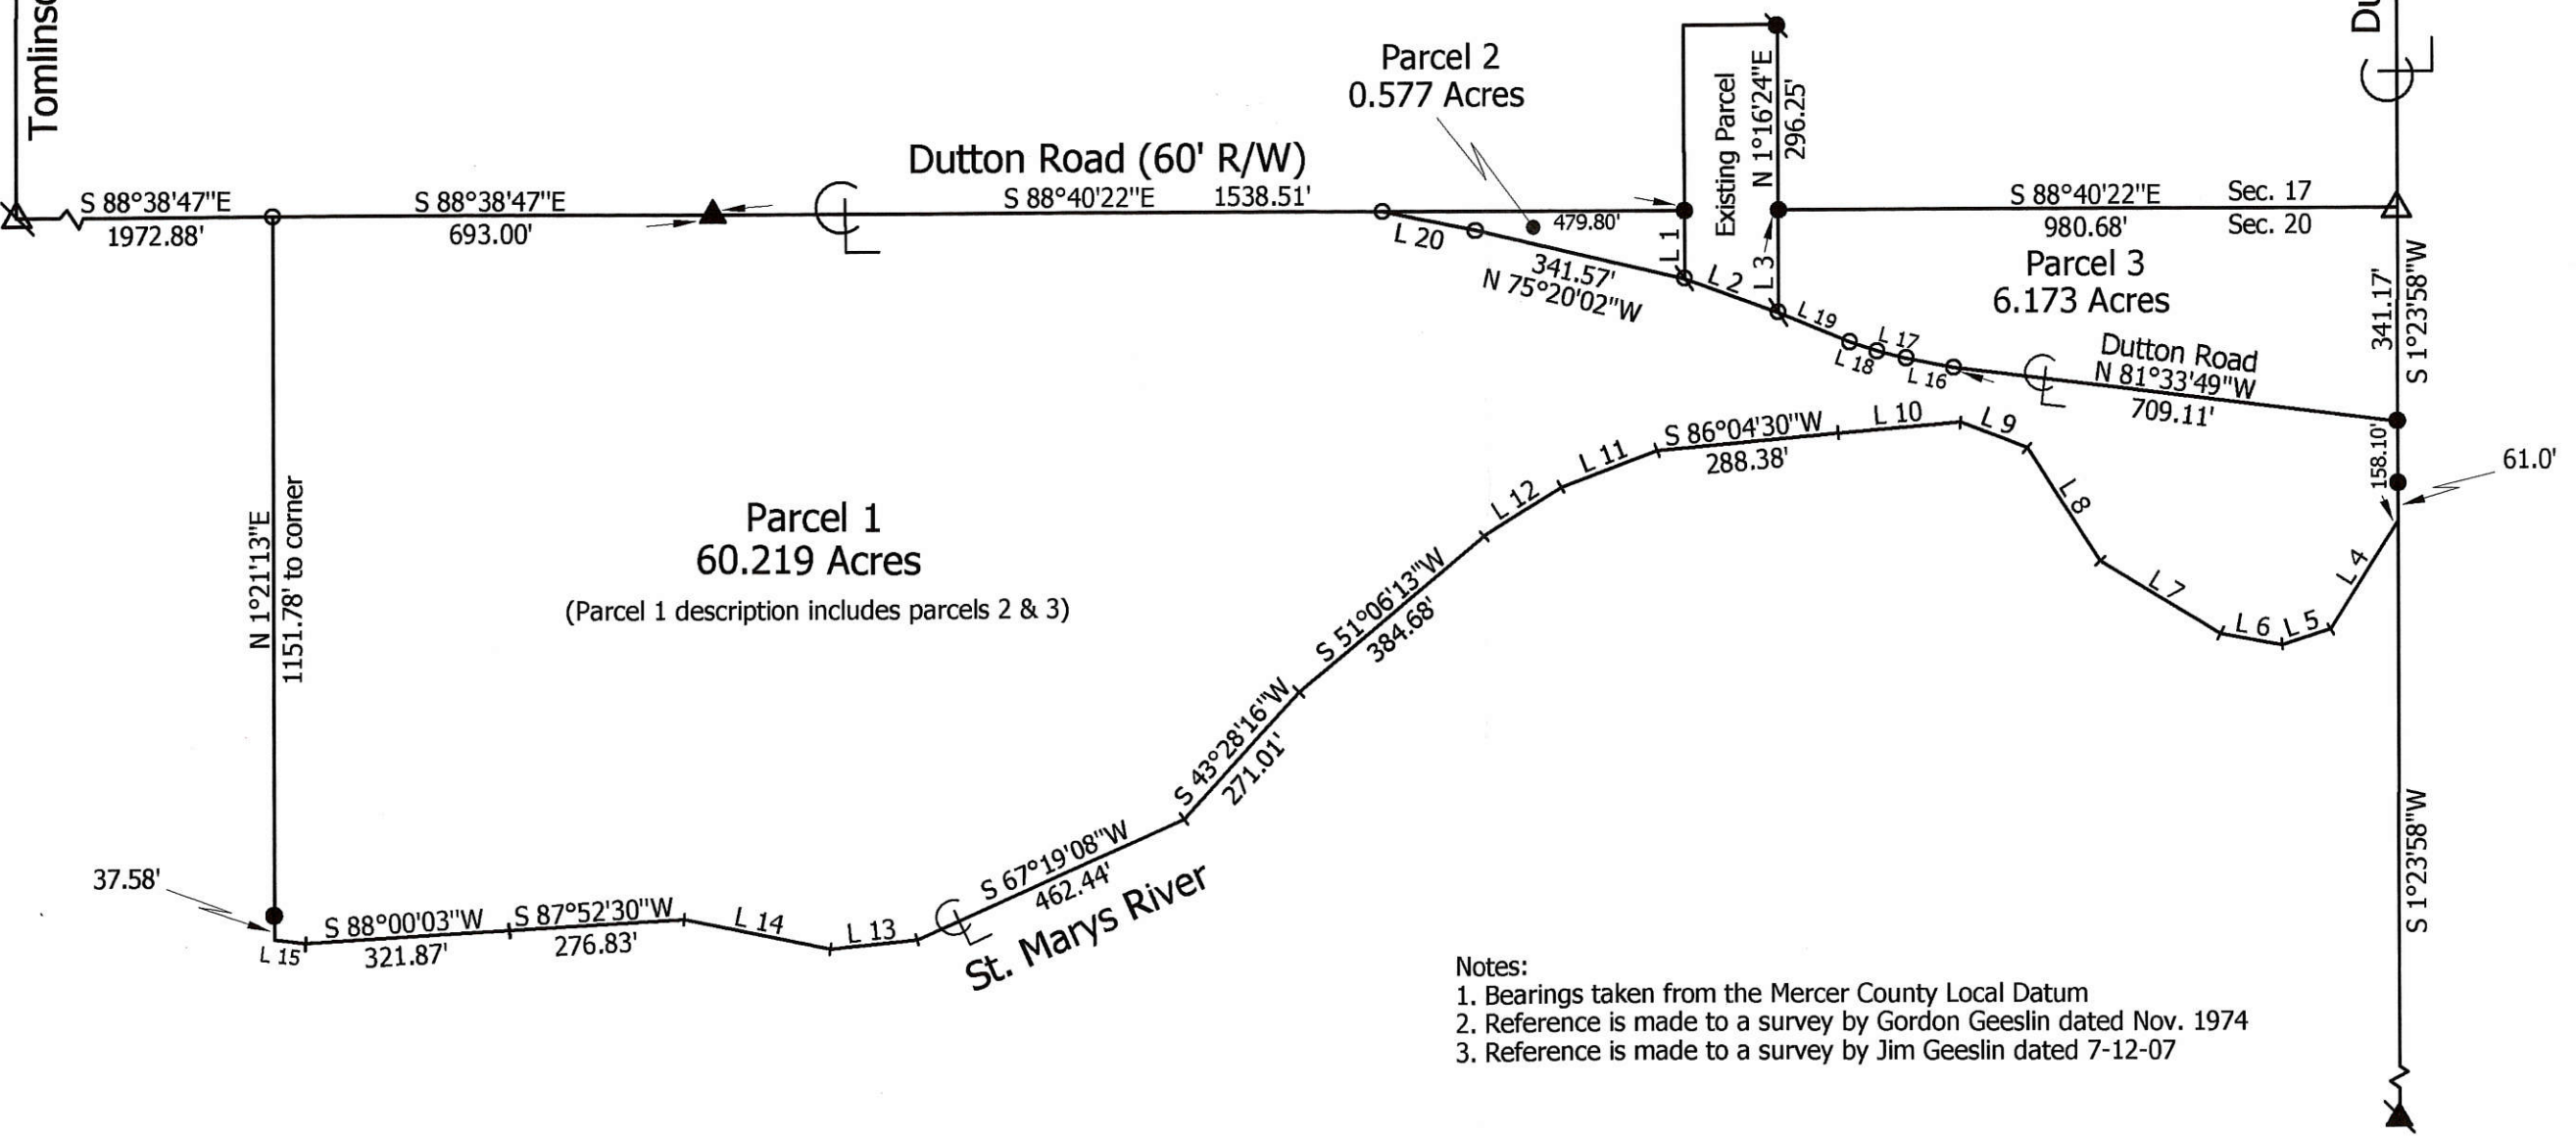 Tomlins
Du
Parcel 2
0.577 Acres
Existing Parcel
N 1°16'24"E
296.25'
Dutton Road (60' R/W)
S 88°38'47"E
1972.88'
S 88°38'47"E
693.00'
S 88°40'22"E 1538.51'
479.80'
S 88°40'22"E
980.68'
Sec. 17
Sec. 20
L 20
341.57'
N 75°20'02"W
L 1
L 2
L 3
L 19
L 18
L 17
L 16
Parcel 3
6.173 Acres
Dutton Road
N 81°33'49"W
709.11'
341.17'
S 1°23'58"W
158.10'
61.0'
N 1°21'13"E
1151.78' to corner
Parcel 1
60.219 Acres
(Parcel 1 description includes parcels 2 & 3)
L 4
L 5
L 6
L 7
L 8
L 9
L 10
S 86°04'30"W
288.38'
L 11
L 12
S 51°06'13"W
384.68'
S 43°28'16"W
271.01'
S 67°19'08"W
462.44'
St. Marys River
L 13
L 14
S 87°52'30"W
276.83'
S 88°00'03"W
321.87'
L 15
37.58'
S 1°23'58"W
Notes:
1. Bearings taken from the Mercer County Local Datum
2. Reference is made to a survey by Gordon Geeslin dated Nov. 1974
3. Reference is made to a survey by Jim Geeslin dated 7-12-07